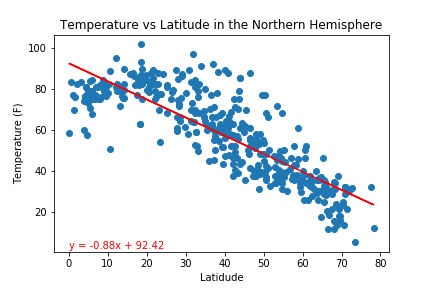 Temperature vs Latitude in the Northern Hemisphere
Temperature (F)
100
80
60
40
20
y = -0.88x + 92.42
0 10 20 30 40 50 60 70 80
Latidude